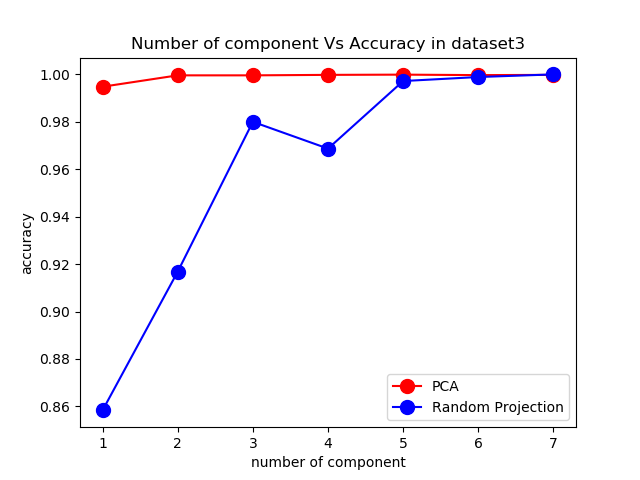 Number of component Vs Accuracy in dataset3
accuracy
1.00
0.98
0.96
0.94
0.92
0.90
0.88
0.86
PCA
Random Projection
1 2 3 4 5 6 7
number of component